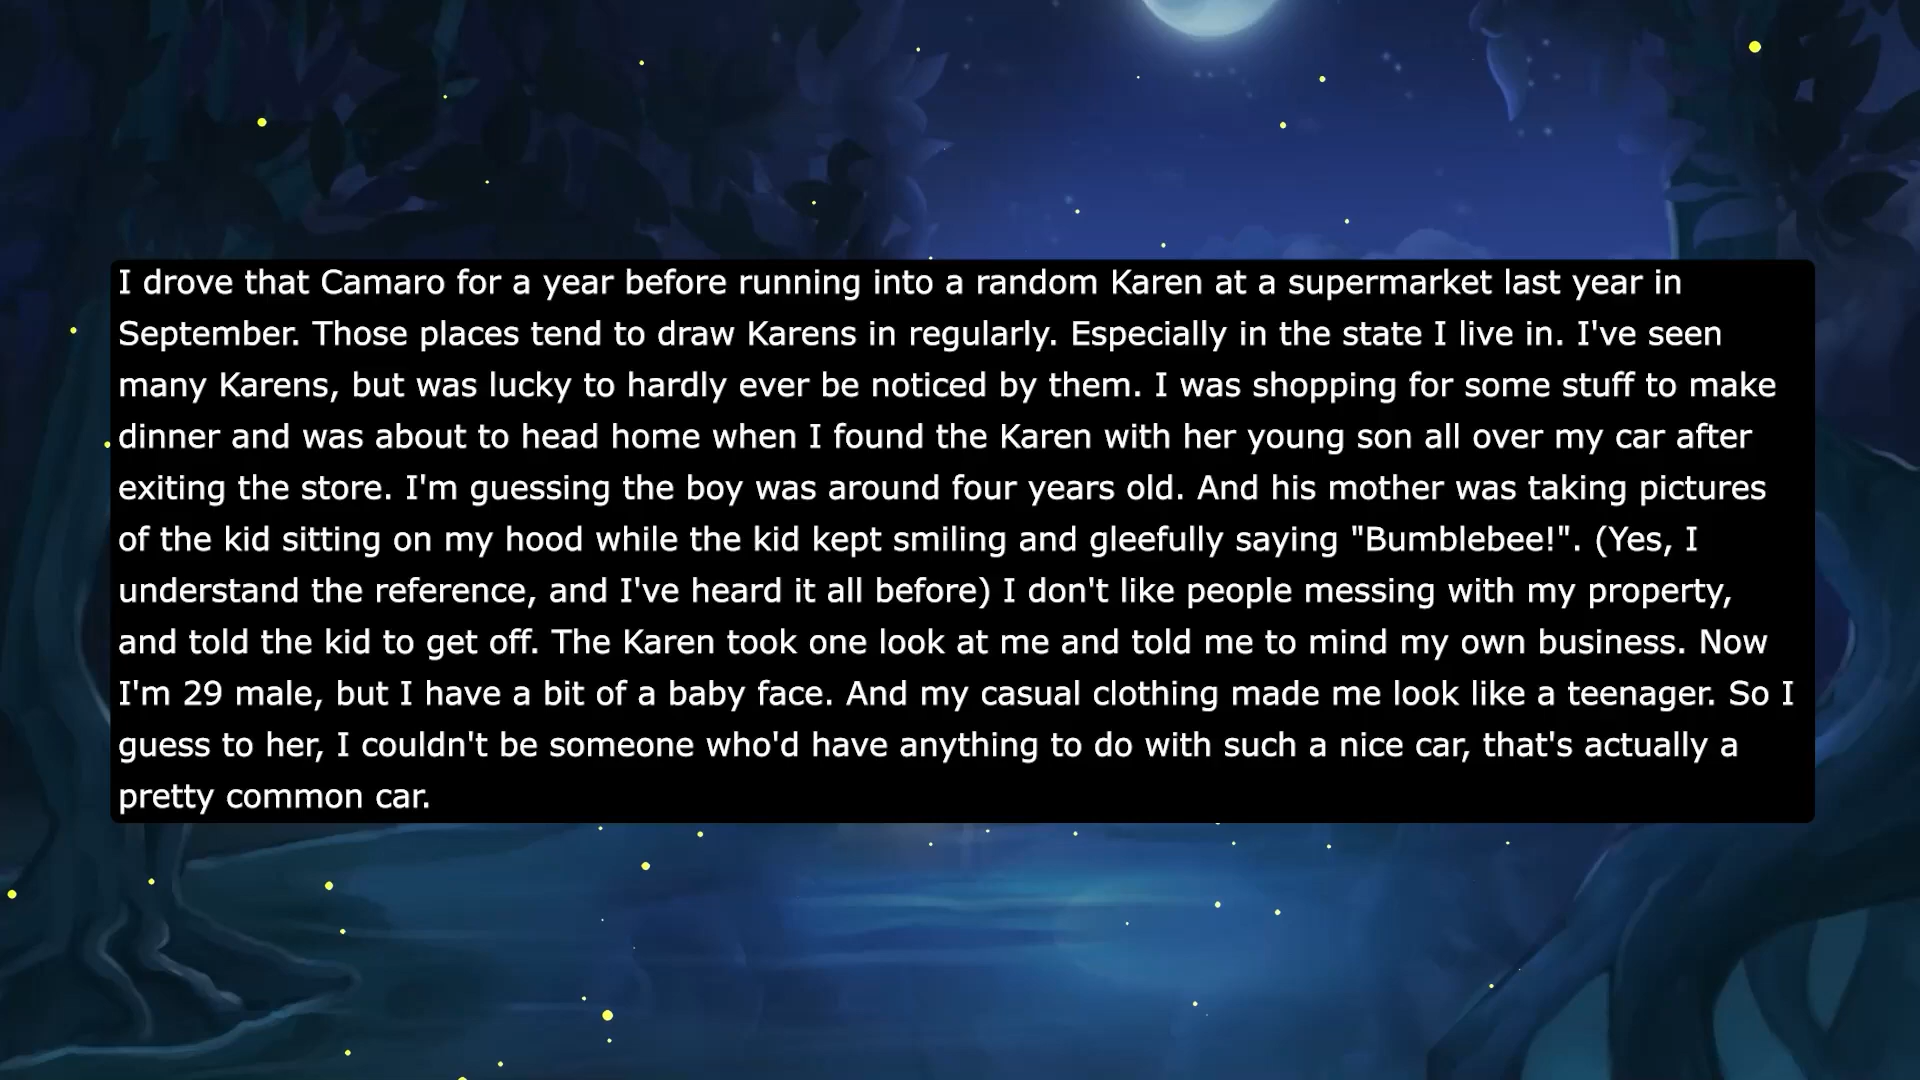 I drove that Camaro for a year before running into a random Karen at a supermarket last year in
September. Those places tend to draw Karens in regularly. Especially in the state I live in. I've seen
many Karens, but was lucky to hardly ever be noticed by them. I was shopping for some stuff to make
dinner and was about to head home when I found the Karen with her young son all over my car after
exiting the store. I'm guessing the boy was around four years old. And his mother was taking pictures
of the kid sitting on my hood while the kid kept smiling and gleefully saying "Bumblebee!". (Yes, I
understand the reference, and I've heard it all before) I don't like people messing with my property,
and told the kid to get off. The Karen took one look at me and told me to mind my own business. Now
I'm 29 male, but I have a bit of a baby face. And my casual clothing made me look like a teenager. So I
guess to her, I couldn't be someone who'd have anything to do with such a nice car, that's actually a
pretty common car.